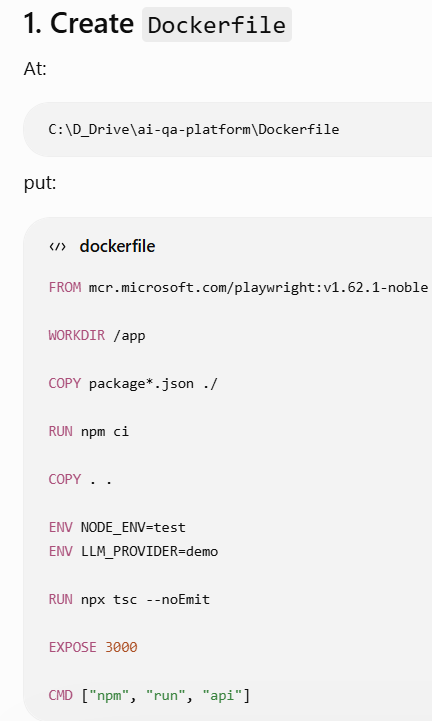 1. Create Dockerfile
At:
C:\D_Drive\ai-qa-platform\Dockerfile
put:
dockerfile
FROM mcr.microsoft.com/playwright:v1.62.1-noble
WORKDIR /app
COPY package*.json ./
RUN npm ci
COPY . .
ENV NODE_ENV=test
ENV LLM_PROVIDER=demo
RUN npx tsc --noEmit
EXPOSE 3000
CMD ["npm", "run", "api"]